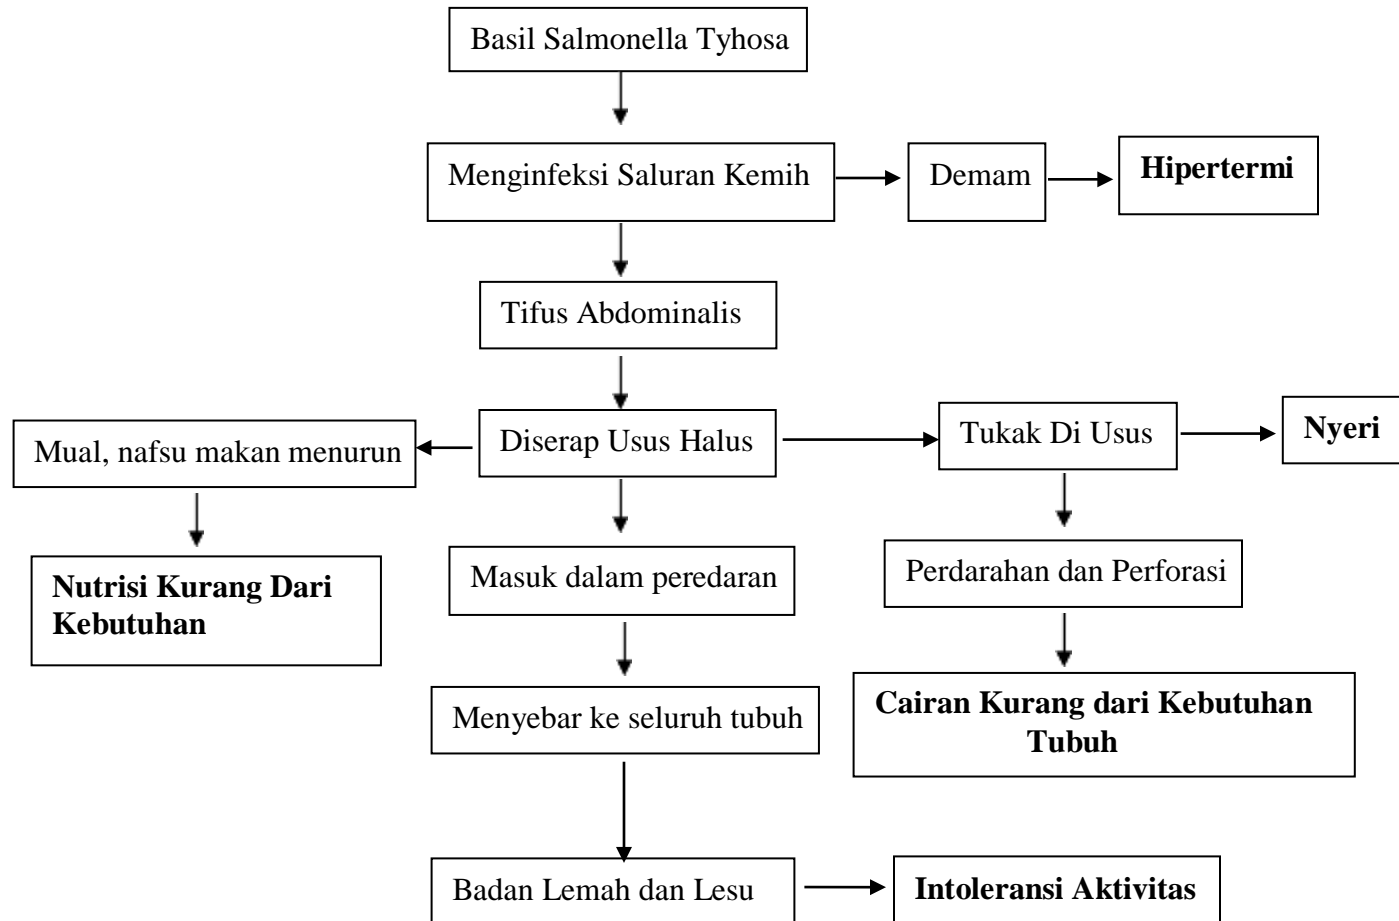 Basil Salmonella Tyhosa
Menginfeksi Saluran Kemih
Demam
Hipertermi
Tifus Abdominalis
Mual, nafsu makan menurun
Diserap Usus Halus
Tukak Di Usus
Nyeri
Nutrisi Kurang Dari
Kebutuhan
Masuk dalam peredaran
Perdarahan dan Perforasi
Menyebar ke seluruh tubuh
Cairan Kurang dari Kebutuhan
Tubuh
Badan Lemah dan Lesu
Intoleransi Aktivitas